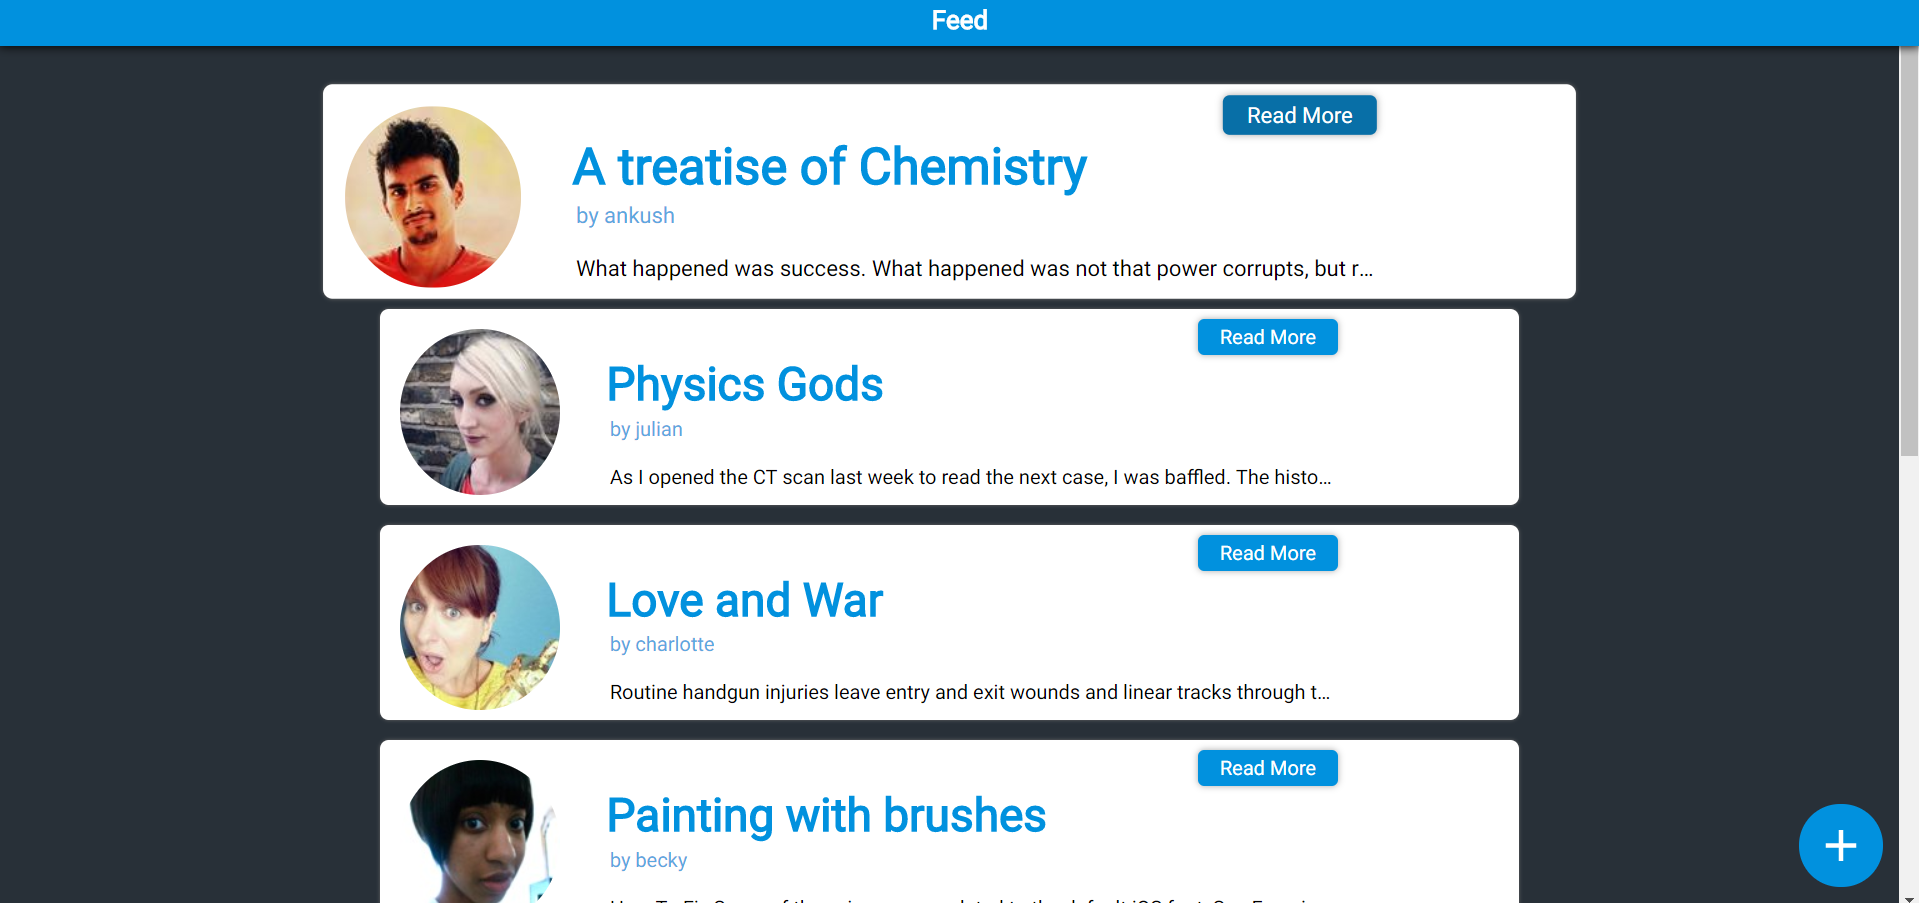 Feed
Read More
A treatise of Chemistry
by ankush
What happened was success. What happened was not that power corrupts, but r...
Read More
Physics Gods
by julian
As I opened the CT scan last week to read the next case, I was baffled. The histo...
Read More
Love and War
by charlotte
Routine handgun injuries leave entry and exit wounds and linear tracks through t...
Read More
Painting with brushes
by becky